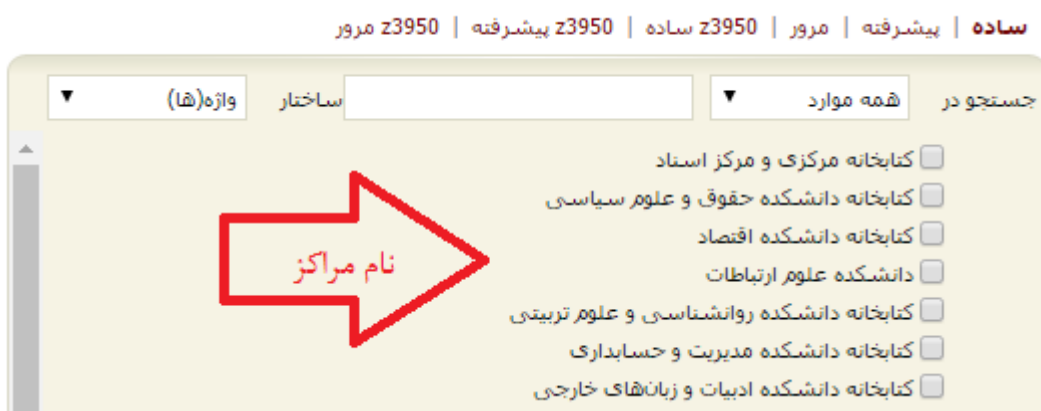 ساده | پیشرفته | مرور | z3950 ساده | z3950 پیشرفته | z3950 مرور
جستجو در همه موارد ساختار واژه(ها)
کتابخانه مرکزی و مرکز اسناد
کتابخانه دانشکده حقوق و علوم سیاسی
کتابخانه دانشکده اقتصاد
دانشکده علوم ارتباطات
کتابخانه دانشکده روانشناسی و علوم تربیتی
کتابخانه دانشکده مدیریت و حسابداری
کتابخانه دانشکده ادبیات و زبان‌های خارجی
نام مراکز